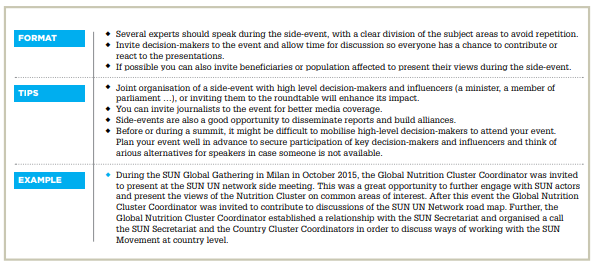 FORMAT
◆ Several experts should speak during the side-event, with a clear division of the subject areas to avoid repetition.
◆ Invite decision-makers to the event and allow time for discussion so everyone has a chance to contribute or
react to the presentations.
◆ If possible you can also invite beneficiaries or population affected to present their views during the side-event.
TIPS
◆ Joint organisation of a side-event with high level decision-makers and influencers (a minister, a member of
parliament ...), or inviting them to the roundtable will enhance its impact.
◆ You can invite journalists to the event for better media coverage.
◆ Side-events are also a good opportunity to disseminate reports and build alliances.
◆ Before or during a summit, it might be difficult to mobilise high-level decision-makers to attend your event.
Plan your event well in advance to secure participation of key decision-makers and influencers and think of
arious alternatives for speakers in case someone is not available.
EXAMPLE
◆ During the SUN Global Gathering in Milan in October 2015, the Global Nutrition Cluster Coordinator was invited
to present at the SUN UN network side meeting. This was a great opportunity to further engage with SUN actors
and present the views of the Nutrition Cluster on common areas of interest. After this event the Global Nutrition
Cluster Coordinator was invited to contribute to discussions of the SUN UN Network road map. Further, the
Global Nutrition Cluster Coordinator established a relationship with the SUN Secretariat and organised a call
the SUN Secretariat and the Country Cluster Coordinators in order to discuss ways of working with the SUN
Movement at country level.